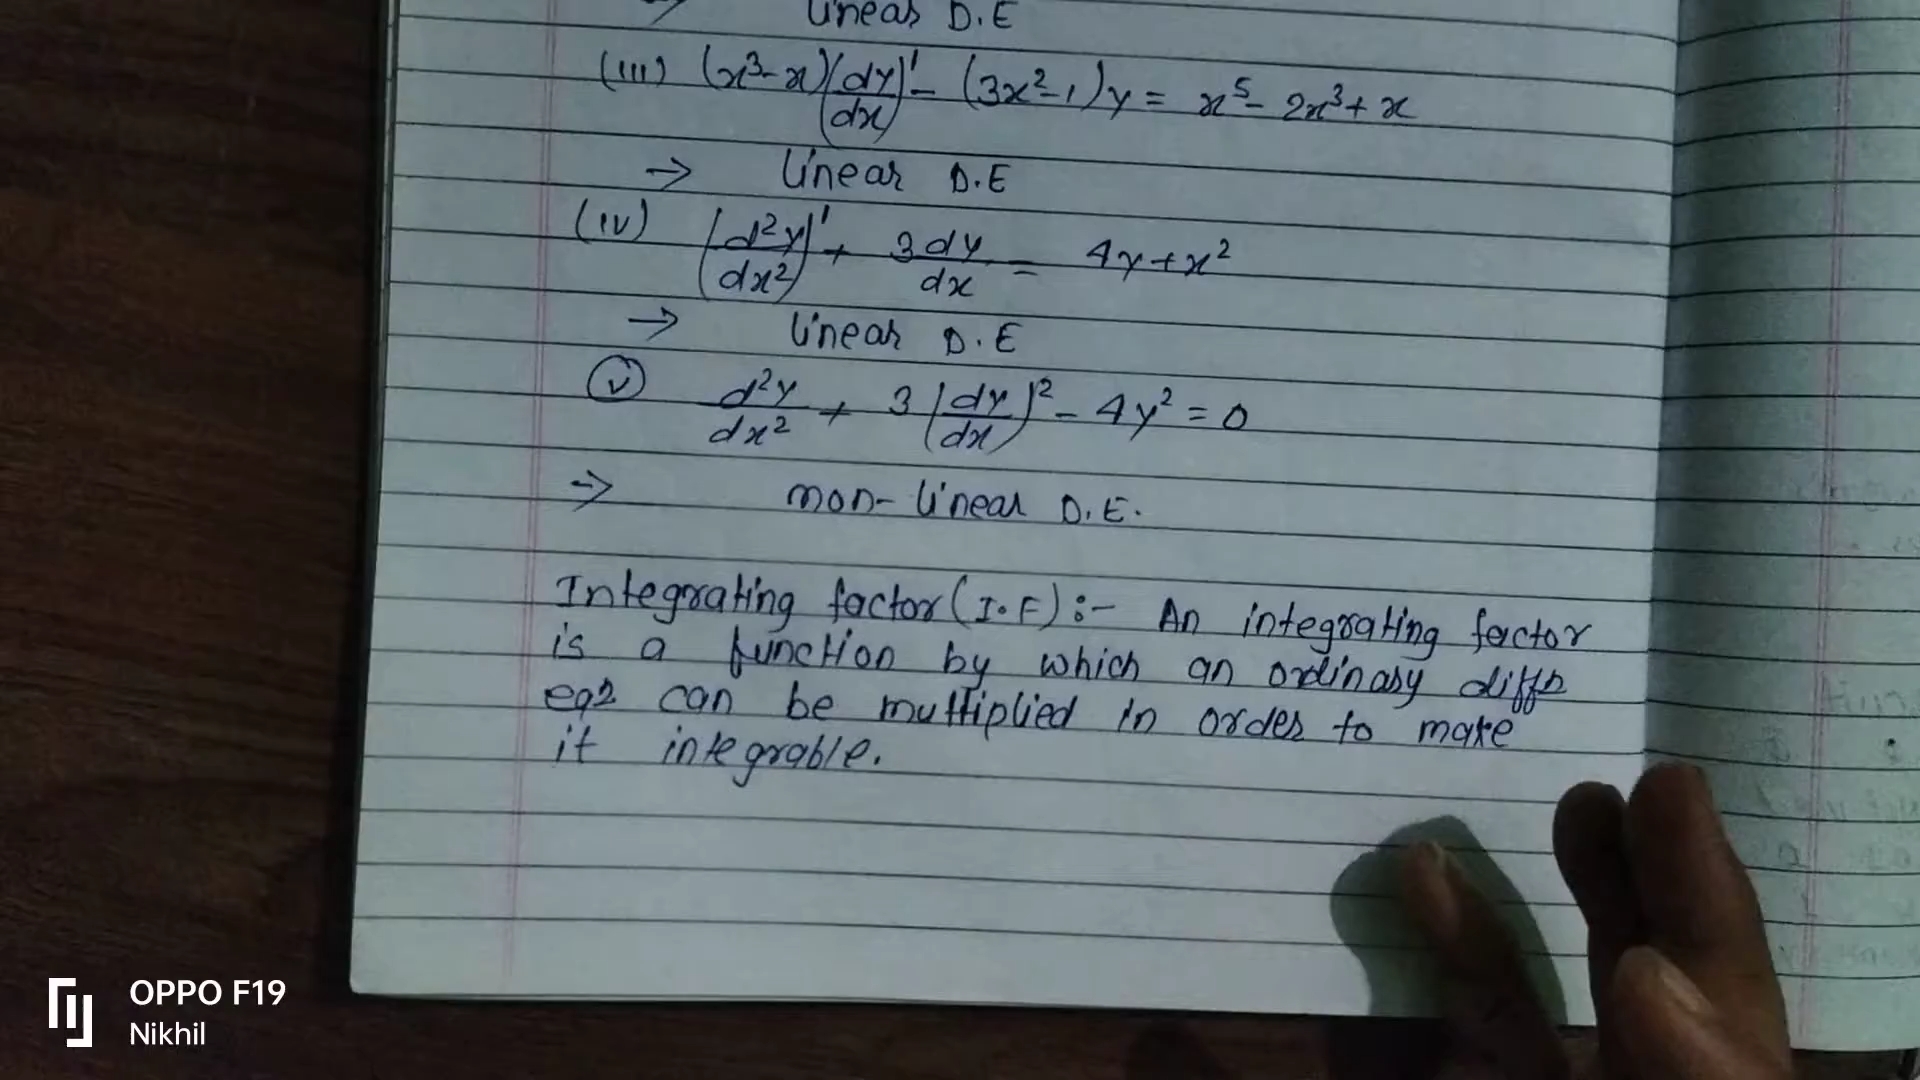 linear D.E
(iii) (x³-x)(dy/dx)¹ - (3x²-1)y = x⁵- 2x³+ x
→ linear D.E
(iv) (d²y/dx²)¹ + 3dy/dx = 4y+x²
→ linear D.E
(v) d²y/dx² + 3(dy/dx)² - 4y² = 0
→ non-linear D.E.
Integrating factor (I.F) :- An integrating factor
is a function by which an ordinary diffn
eqn can be multiplied in order to make
it integrable.
OPPO F19
Nikhil